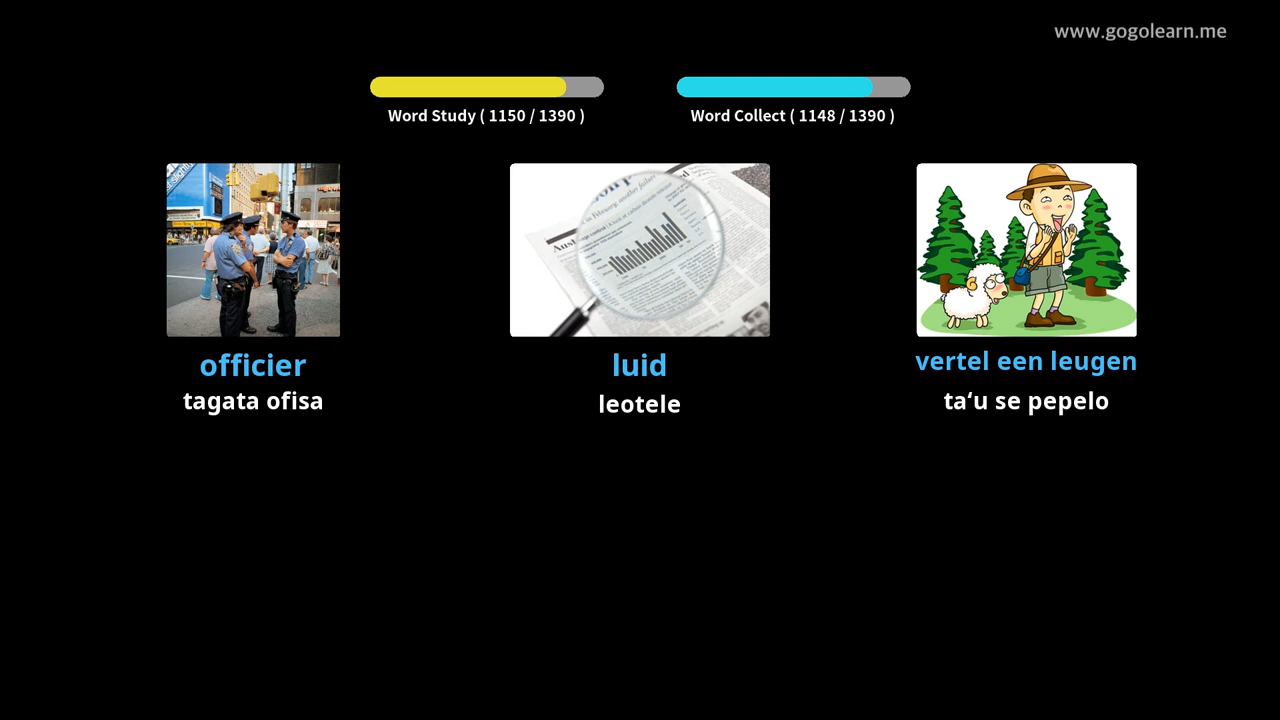 www.gogolearn.me
Word Study ( 1150 / 1390 )
Word Collect ( 1148 / 1390 )
officier
luid
vertel een leugen
tagata ofisa
leotele
taʻu se pepelo